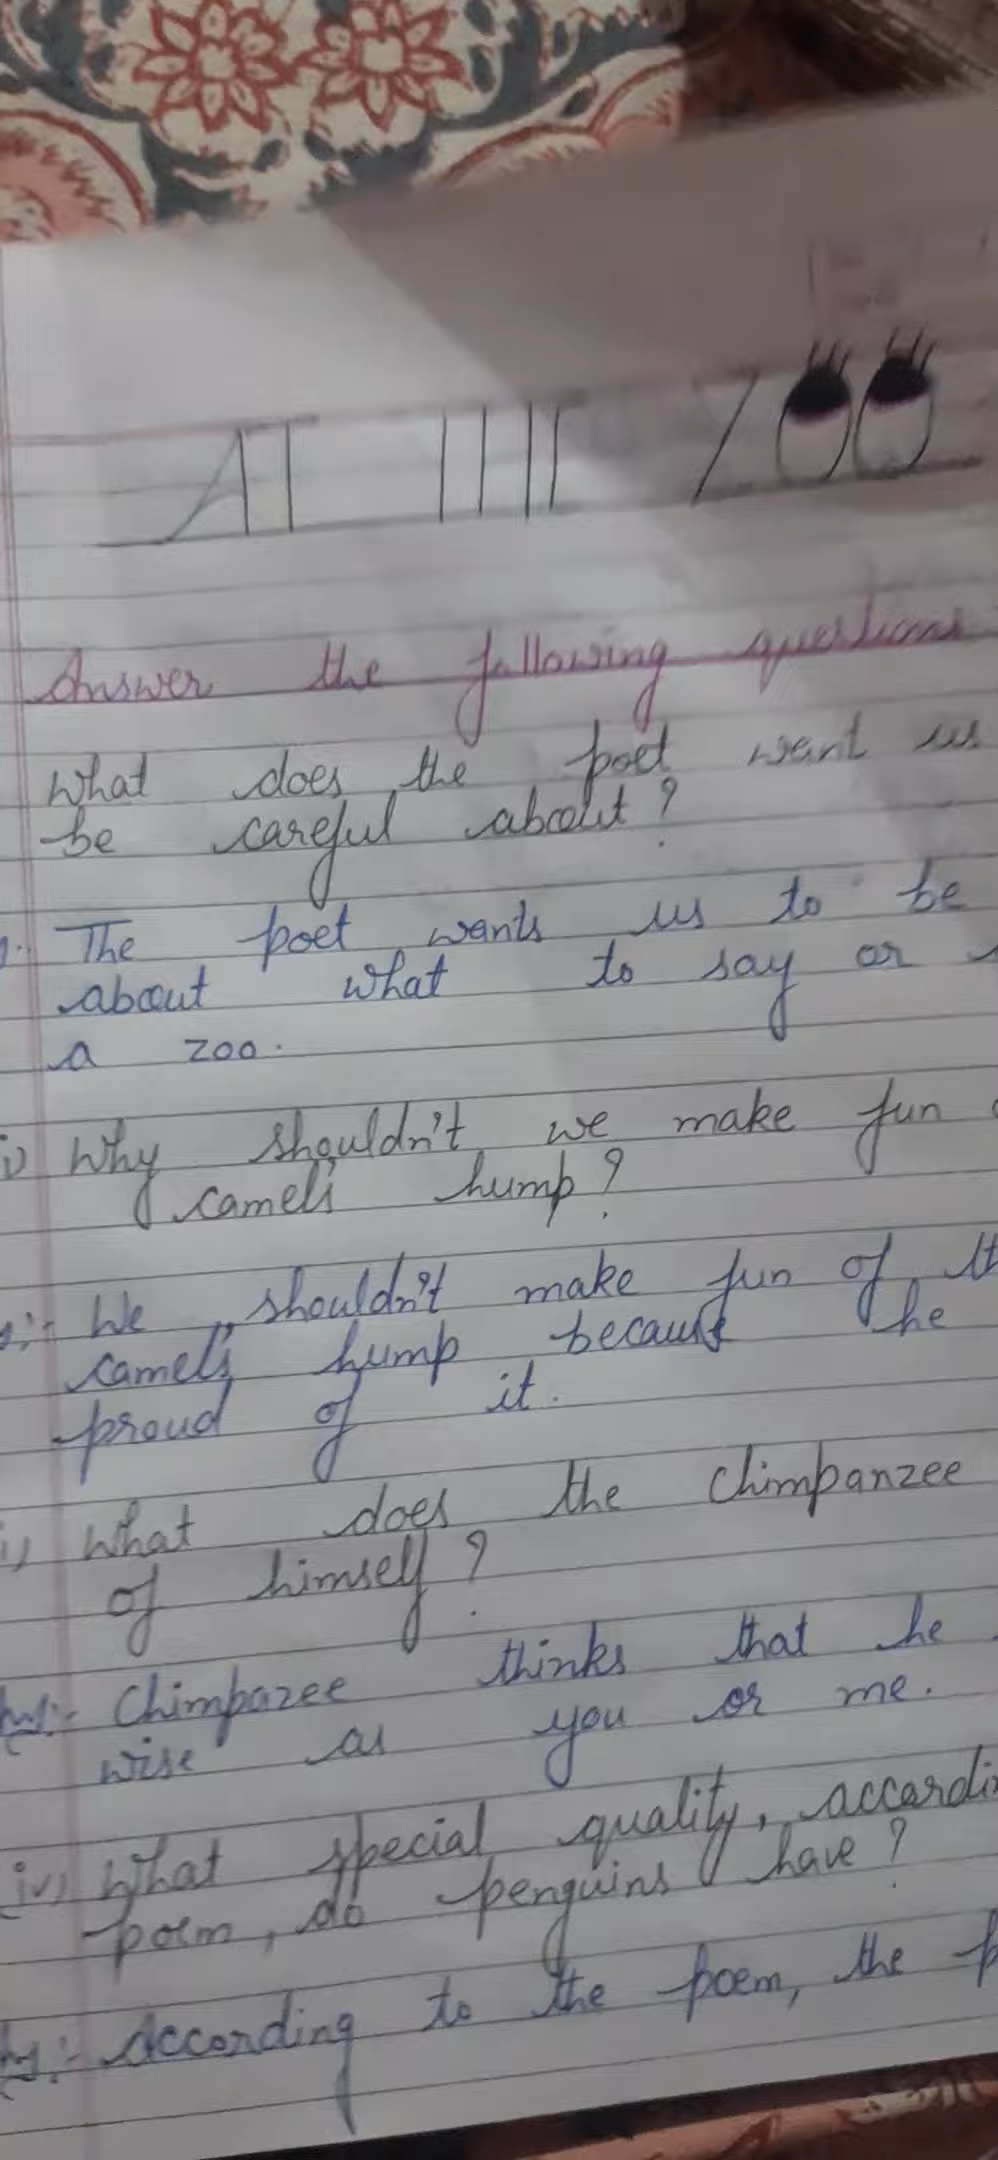 AT THE ZOO
Answer the following questions
What does the poet want us
be careful about?
The poet wants us to be
about what to say or
a zoo.
Why shouldn't we make fun
camel's hump?
We shouldn't make fun of th
camel's hump because he
proud of it.
What does the Chimpanzee
of himself?
Chimpazee thinks that he
wise as you or me.
iv) What special quality, accordi
poem, do penguins have?
According to the poem, the p